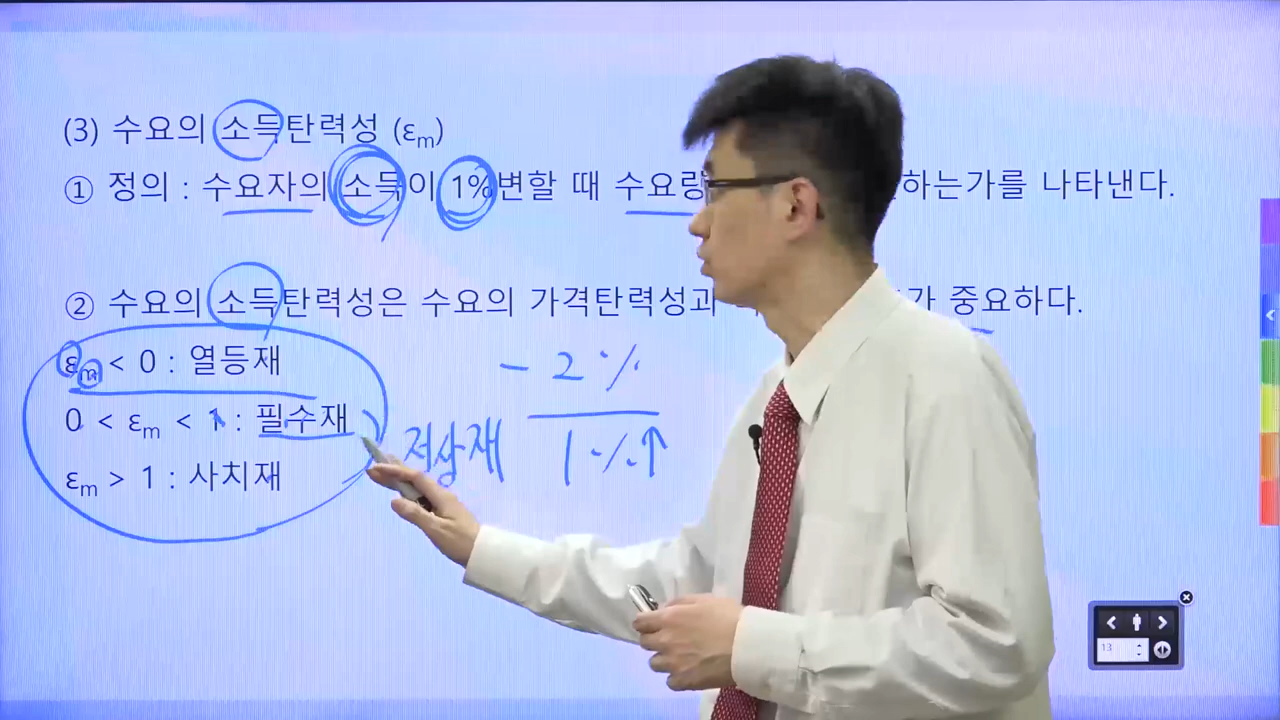 (3) 수요의 소득탄력성 (εm)
① 정의 : 수요자의 소득이 1%변할 때 수요량 하는가를 나타낸다.
② 수요의 소득탄력성은 수요의 가격탄력성과 가 중요하다.
εm < 0 : 열등재
0 < εm < 1 : 필수재
εm > 1 : 사치재
-2%
1%↑
정상재
13